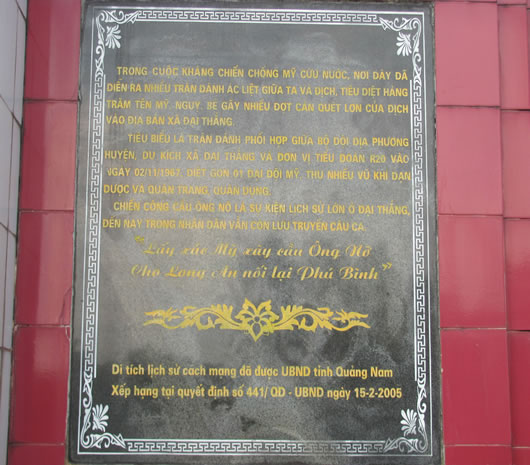 TRONG CUỘC KHÁNG CHIẾN CHỐNG MỸ CỨU NƯỚC, NƠI ĐÂY ĐÃ
DIỄN RA NHIỀU TRẬN ĐÁNH ÁC LIỆT GIỮA TA VÀ ĐỊCH, TIÊU DIỆT HÀNG
TRĂM TÊN MỸ, NGỤY. BẺ GÃY NHIỀU ĐỢT CÀN QUÉT LỚN CỦA ĐỊCH
VÀO ĐỊA BÀN XÃ ĐẠI THẮNG.
TIÊU BIỂU LÀ TRẬN ĐÁNH PHỐI HỢP GIỮA BỘ ĐỘI ĐỊA PHƯƠNG
HUYỆN, DU KÍCH XÃ ĐẠI THẮNG VÀ ĐƠN VỊ TIỂU ĐOÀN R20 VÀO
NGÀY 02/11/1967, DIỆT GỌN 01 ĐẠI ĐỘI MỸ, THU NHIỀU VŨ KHÍ ĐẠN
DƯỢC VÀ QUÂN TRANG, QUÂN DỤNG.
CHIẾN CÔNG CẦU ÔNG NỞ LÀ SỰ KIỆN LỊCH SỬ LỚN Ở ĐẠI THẮNG,
ĐẾN NAY TRONG NHÂN DÂN VẪN CÒN LƯU TRUYỀN CÂU CA.
"Lấy xác Mỹ xây cầu Ông Nở
Cho Long An nối lại Phú Bình"
Di tích lịch sử cách mạng đã được UBND tỉnh Quảng Nam
Xếp hạng tại quyết định số 441/ QĐ - UBND ngày 15-2-2005